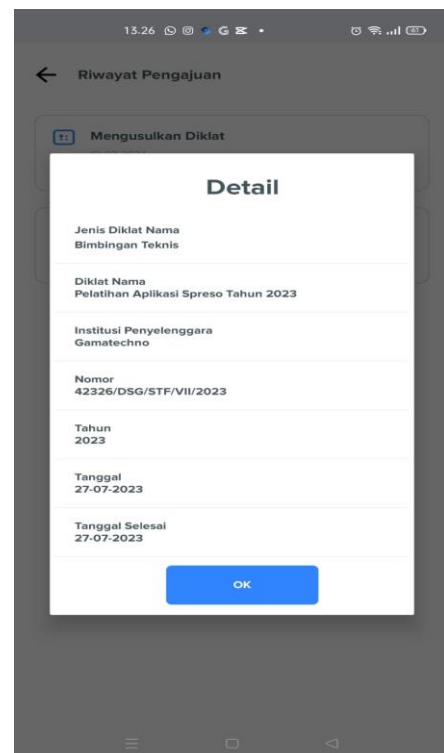 13.26
Riwayat Pengajuan
Mengusulkan Diklat
Detail
Jenis Diklat Nama
Bimbingan Teknis
Diklat Nama
Pelatihan Aplikasi Spreso Tahun 2023
Institusi Penyelenggara
Gamatechno
Nomor
42326/DSG/STF/VII/2023
Tahun
2023
Tanggal
27-07-2023
Tanggal Selesai
27-07-2023
OK